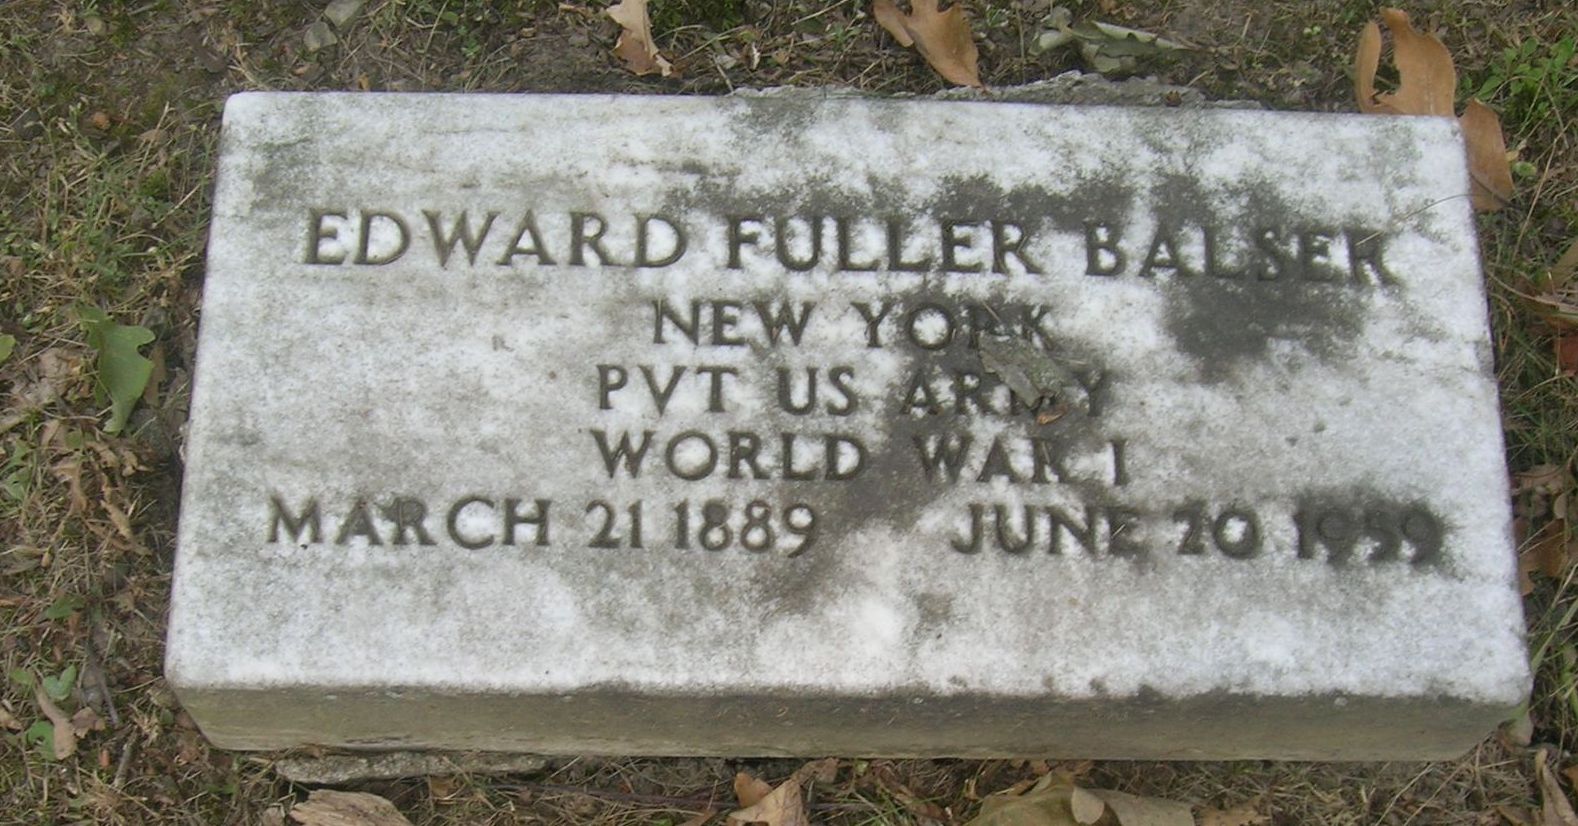 EDWARD FULLER BALSER
NEW YORK
PVT US ARMY
WORLD WAR I
MARCH 21 1889 JUNE 20 1959